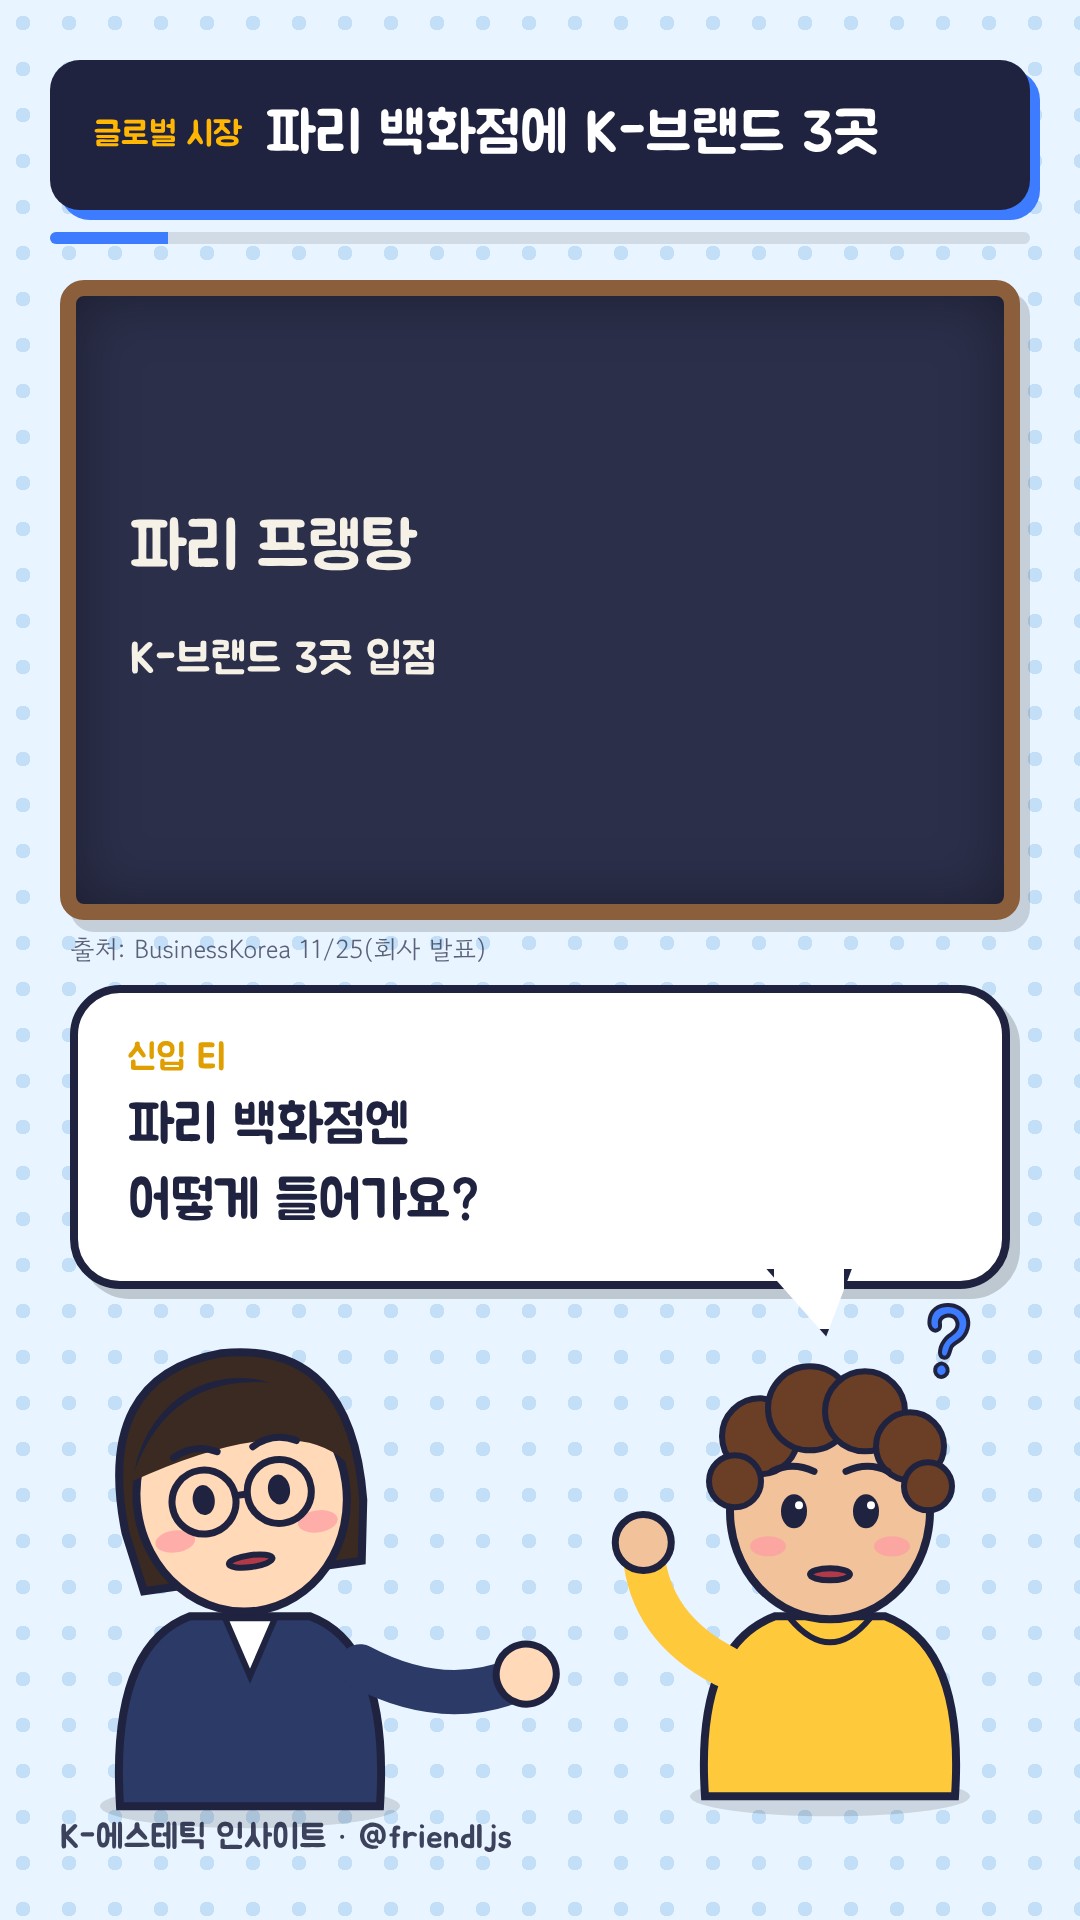 글로벌 시장 파리 백화점에 K-브랜드 3곳
파리 프랭탕
K-브랜드 3곳 입점
출처: BusinessKorea 11/25(회사 발표)
신입 티
파리 백화점엔
어떻게 들어가요?
?
K-에스테틱 인사이트 · @friendljs